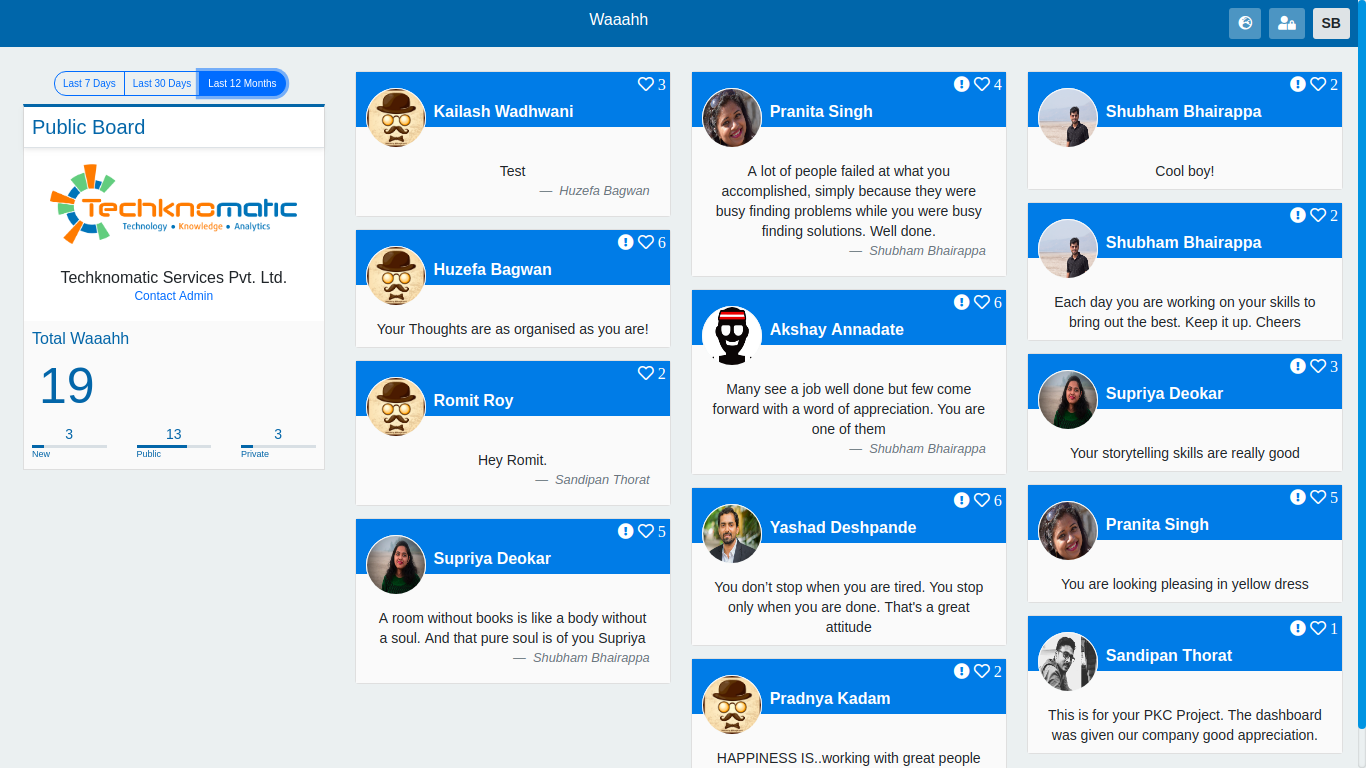 Waaahh
SB
Last 7 Days
Last 30 Days
Last 12 Months
Public Board
Techknomatic
Technology • Knowledge • Analytics
Techknomatic Services Pvt. Ltd.
Contact Admin
Total Waaahh
19
3
13
3
New
Public
Private
3
Kailash Wadhwani
Test
— Huzefa Bagwan
6
Huzefa Bagwan
Your Thoughts are as organised as you are!
2
Romit Roy
Hey Romit.
— Sandipan Thorat
5
Supriya Deokar
A room without books is like a body without
a soul. And that pure soul is of you Supriya
— Shubham Bhairappa
4
Pranita Singh
A lot of people failed at what you
accomplished, simply because they were
busy finding problems while you were busy
finding solutions. Well done.
— Shubham Bhairappa
6
Akshay Annadate
Many see a job well done but few come
forward with a word of appreciation. You are
one of them
— Shubham Bhairappa
6
Yashad Deshpande
You don’t stop when you are tired. You stop
only when you are done. That's a great
attitude
2
Pradnya Kadam
HAPPINESS IS..working with great people
2
Shubham Bhairappa
Cool boy!
2
Shubham Bhairappa
Each day you are working on your skills to
bring out the best. Keep it up. Cheers
3
Supriya Deokar
Your storytelling skills are really good
5
Pranita Singh
You are looking pleasing in yellow dress
1
Sandipan Thorat
This is for your PKC Project. The dashboard
was given our company good appreciation.